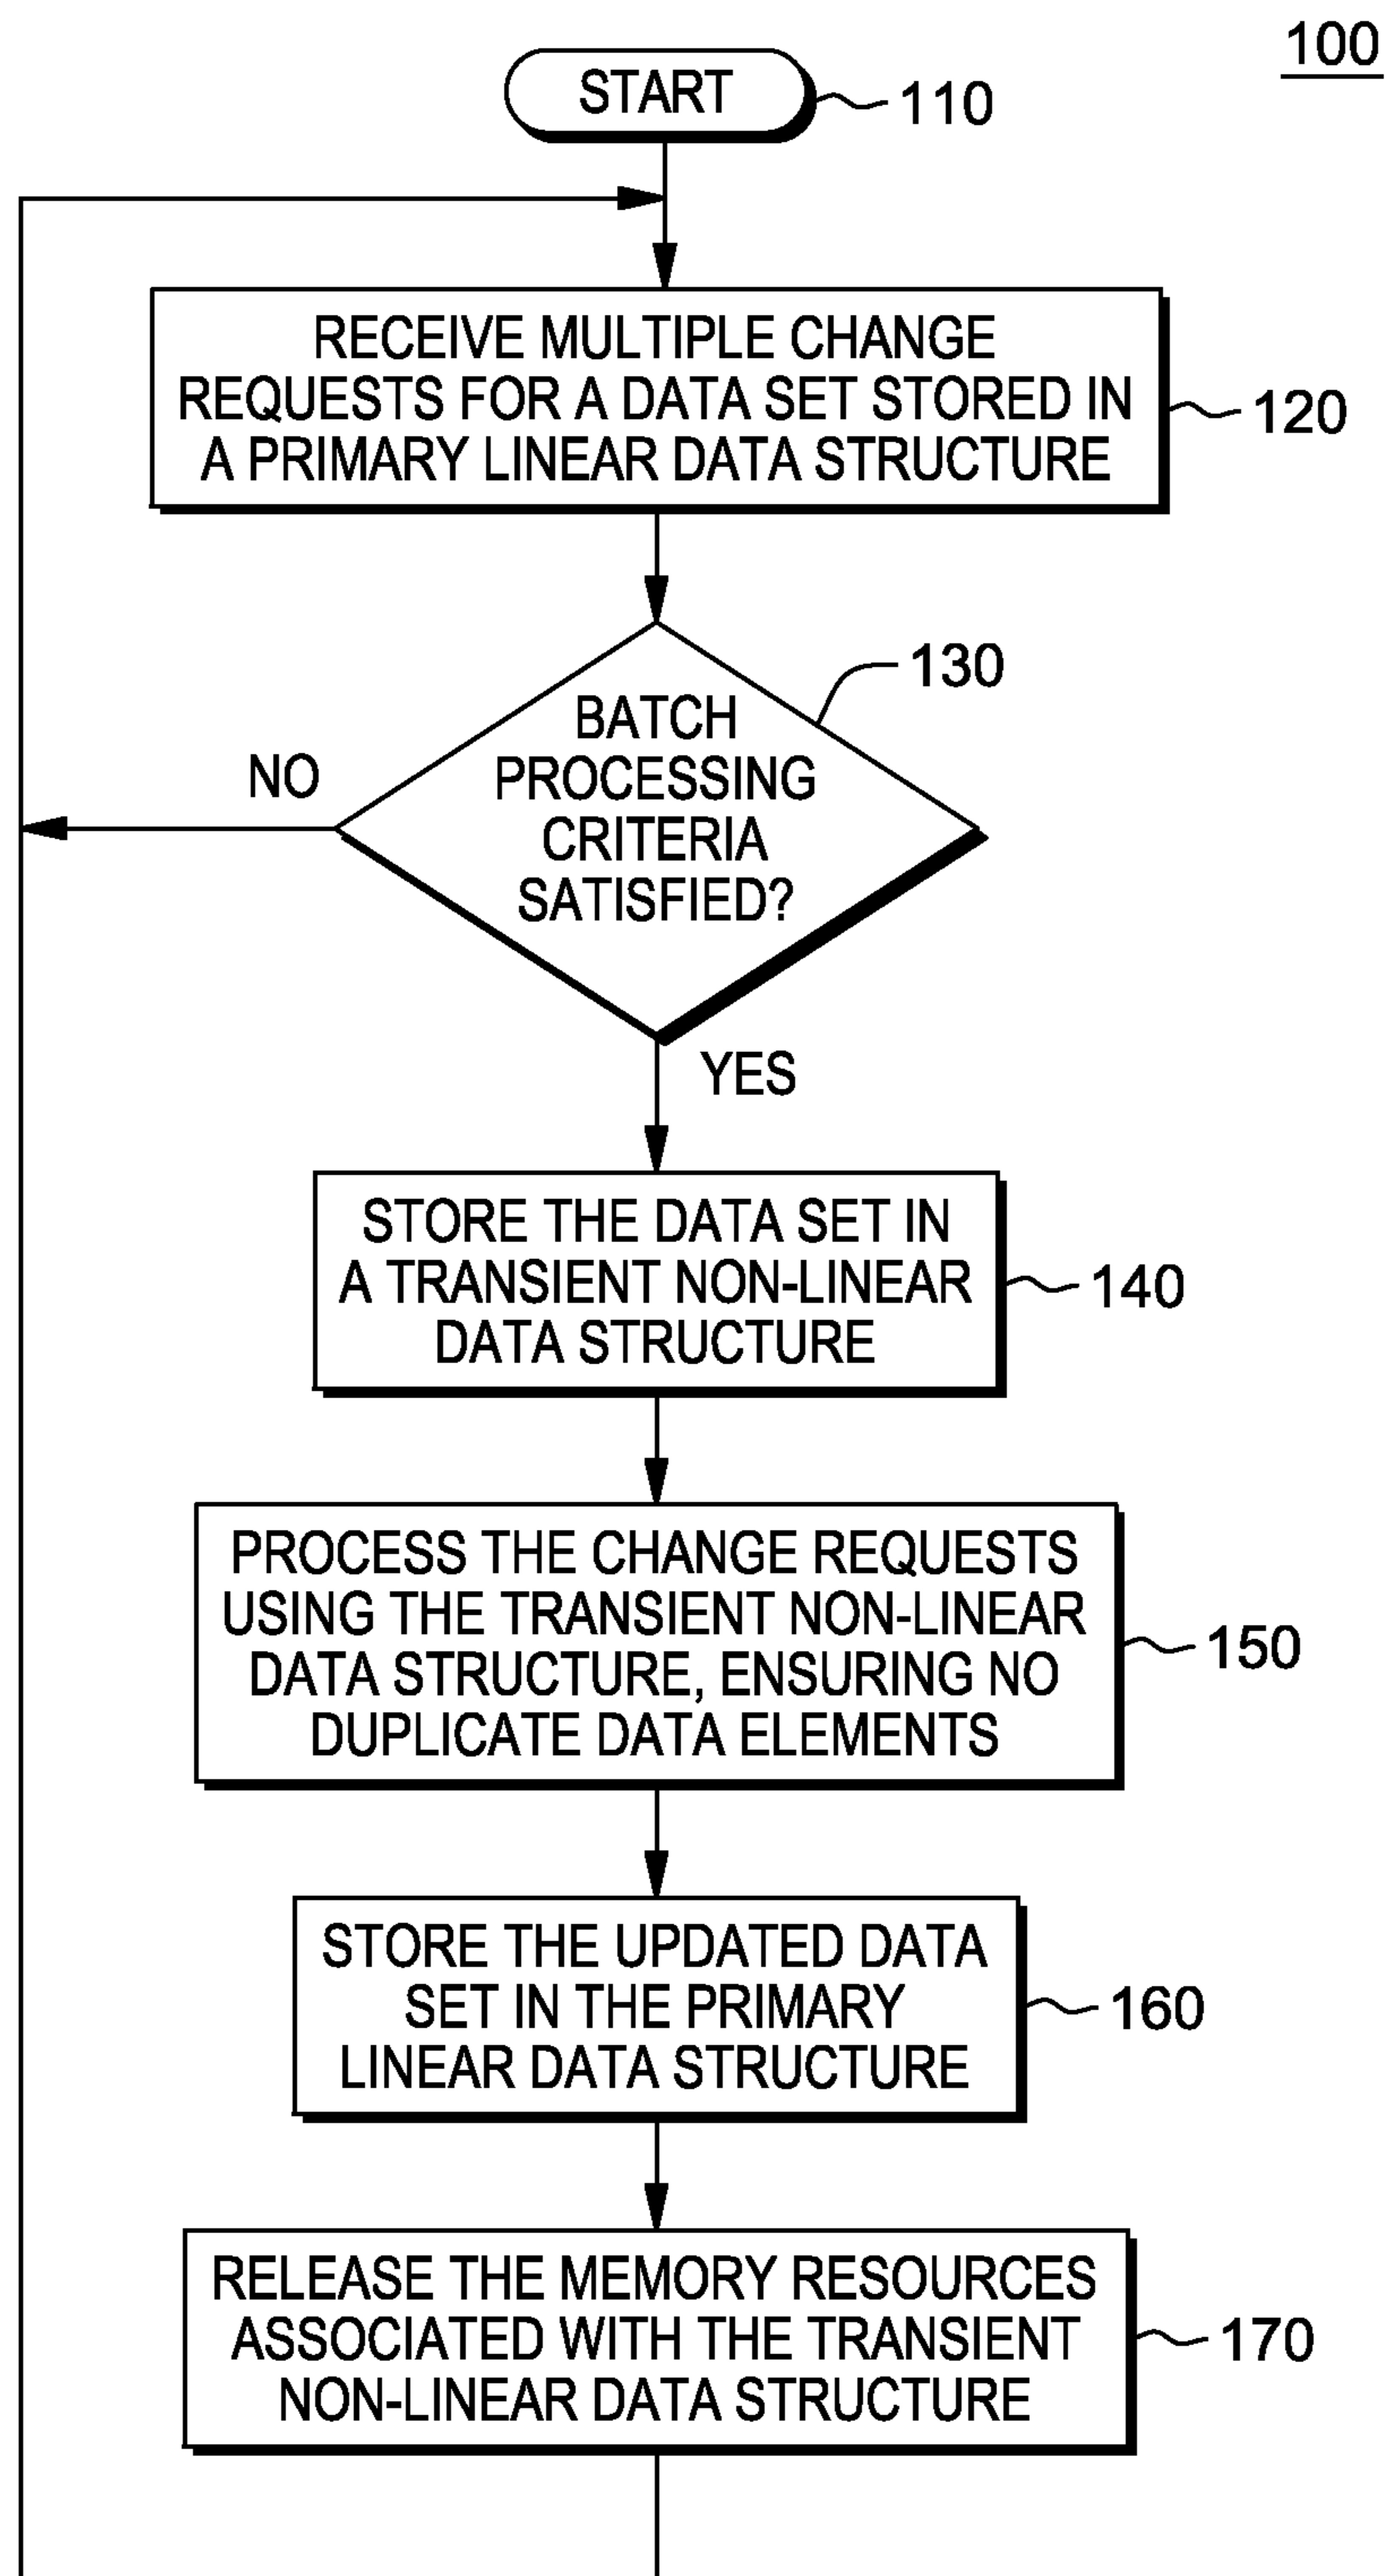 100
START
110
RECEIVE MULTIPLE CHANGE
REQUESTS FOR A DATA SET STORED IN
A PRIMARY LINEAR DATA STRUCTURE
120
130
BATCH
PROCESSING
CRITERIA
SATISFIED?
NO
YES
STORE THE DATA SET IN
A TRANSIENT NON-LINEAR
DATA STRUCTURE
140
PROCESS THE CHANGE REQUESTS
USING THE TRANSIENT NON-LINEAR
DATA STRUCTURE, ENSURING NO
DUPLICATE DATA ELEMENTS
150
STORE THE UPDATED DATA
SET IN THE PRIMARY
LINEAR DATA STRUCTURE
160
RELEASE THE MEMORY RESOURCES
ASSOCIATED WITH THE TRANSIENT
NON-LINEAR DATA STRUCTURE
170